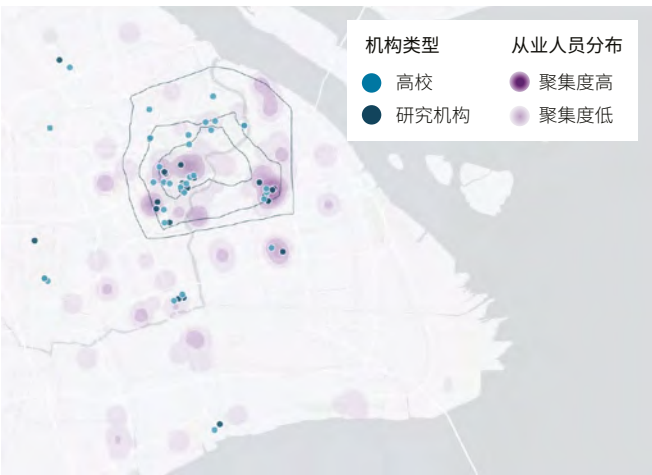 机构类型
高校
研究机构
从业人员分布
聚集度高
聚集度低